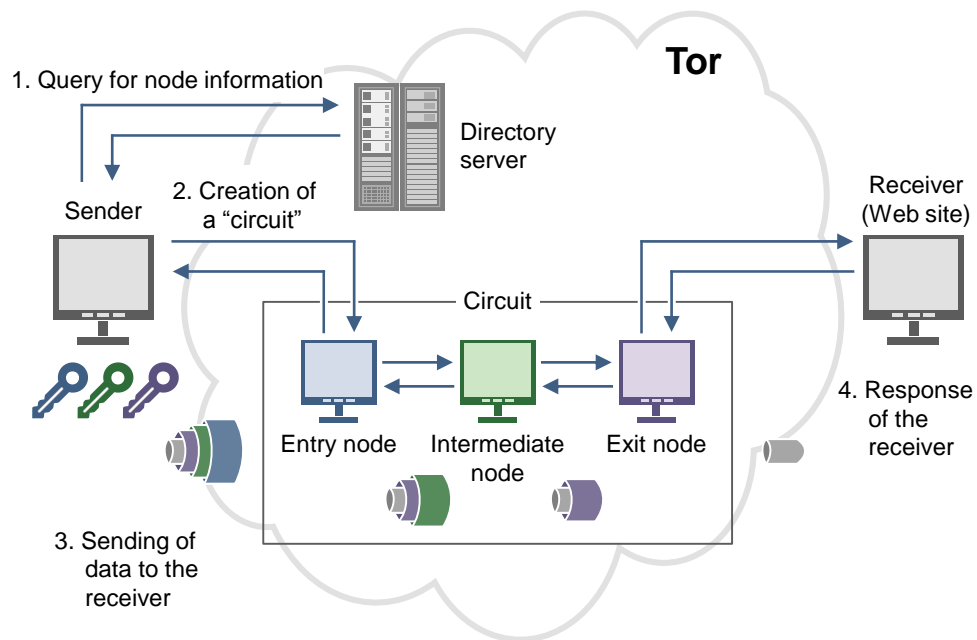 Tor
1. Query for node information
Directory
server
2. Creation of
a “circuit”
Sender
Receiver
(Web site)
Circuit
Entry node
Intermediate
node
Exit node
4. Response
of the
receiver
3. Sending of
data to the
receiver